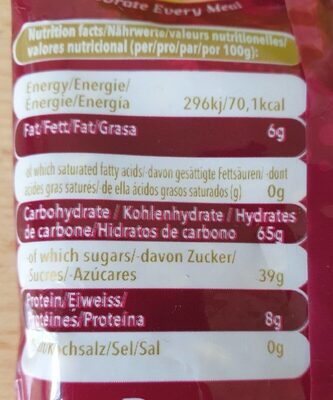 Every Meal
Nutrition facts/Nährwerte/valeurs nutritionelles/
valores nutricional (per/pro/par/por 100g):
Energy/Energie/
Energie/Energía 296kj/70,1kcal
Fat/Fett/Fat/Grasa 6g
-of which saturated fatty acids/-davon gesättigte Fettsäuren/-dont
acides gras satures/-de ella ácidos grasos saturados (g) 0g
Carbohydrate / Kohlenhydrate / Hydrates
de carbone/Hidratos de carbono 65g
-of which sugars/-davon Zucker/
Sucres/-Azúcares 39g
Protein/Eiweiss/
Protéines/Proteína 8g
/Sel/Sal 0g